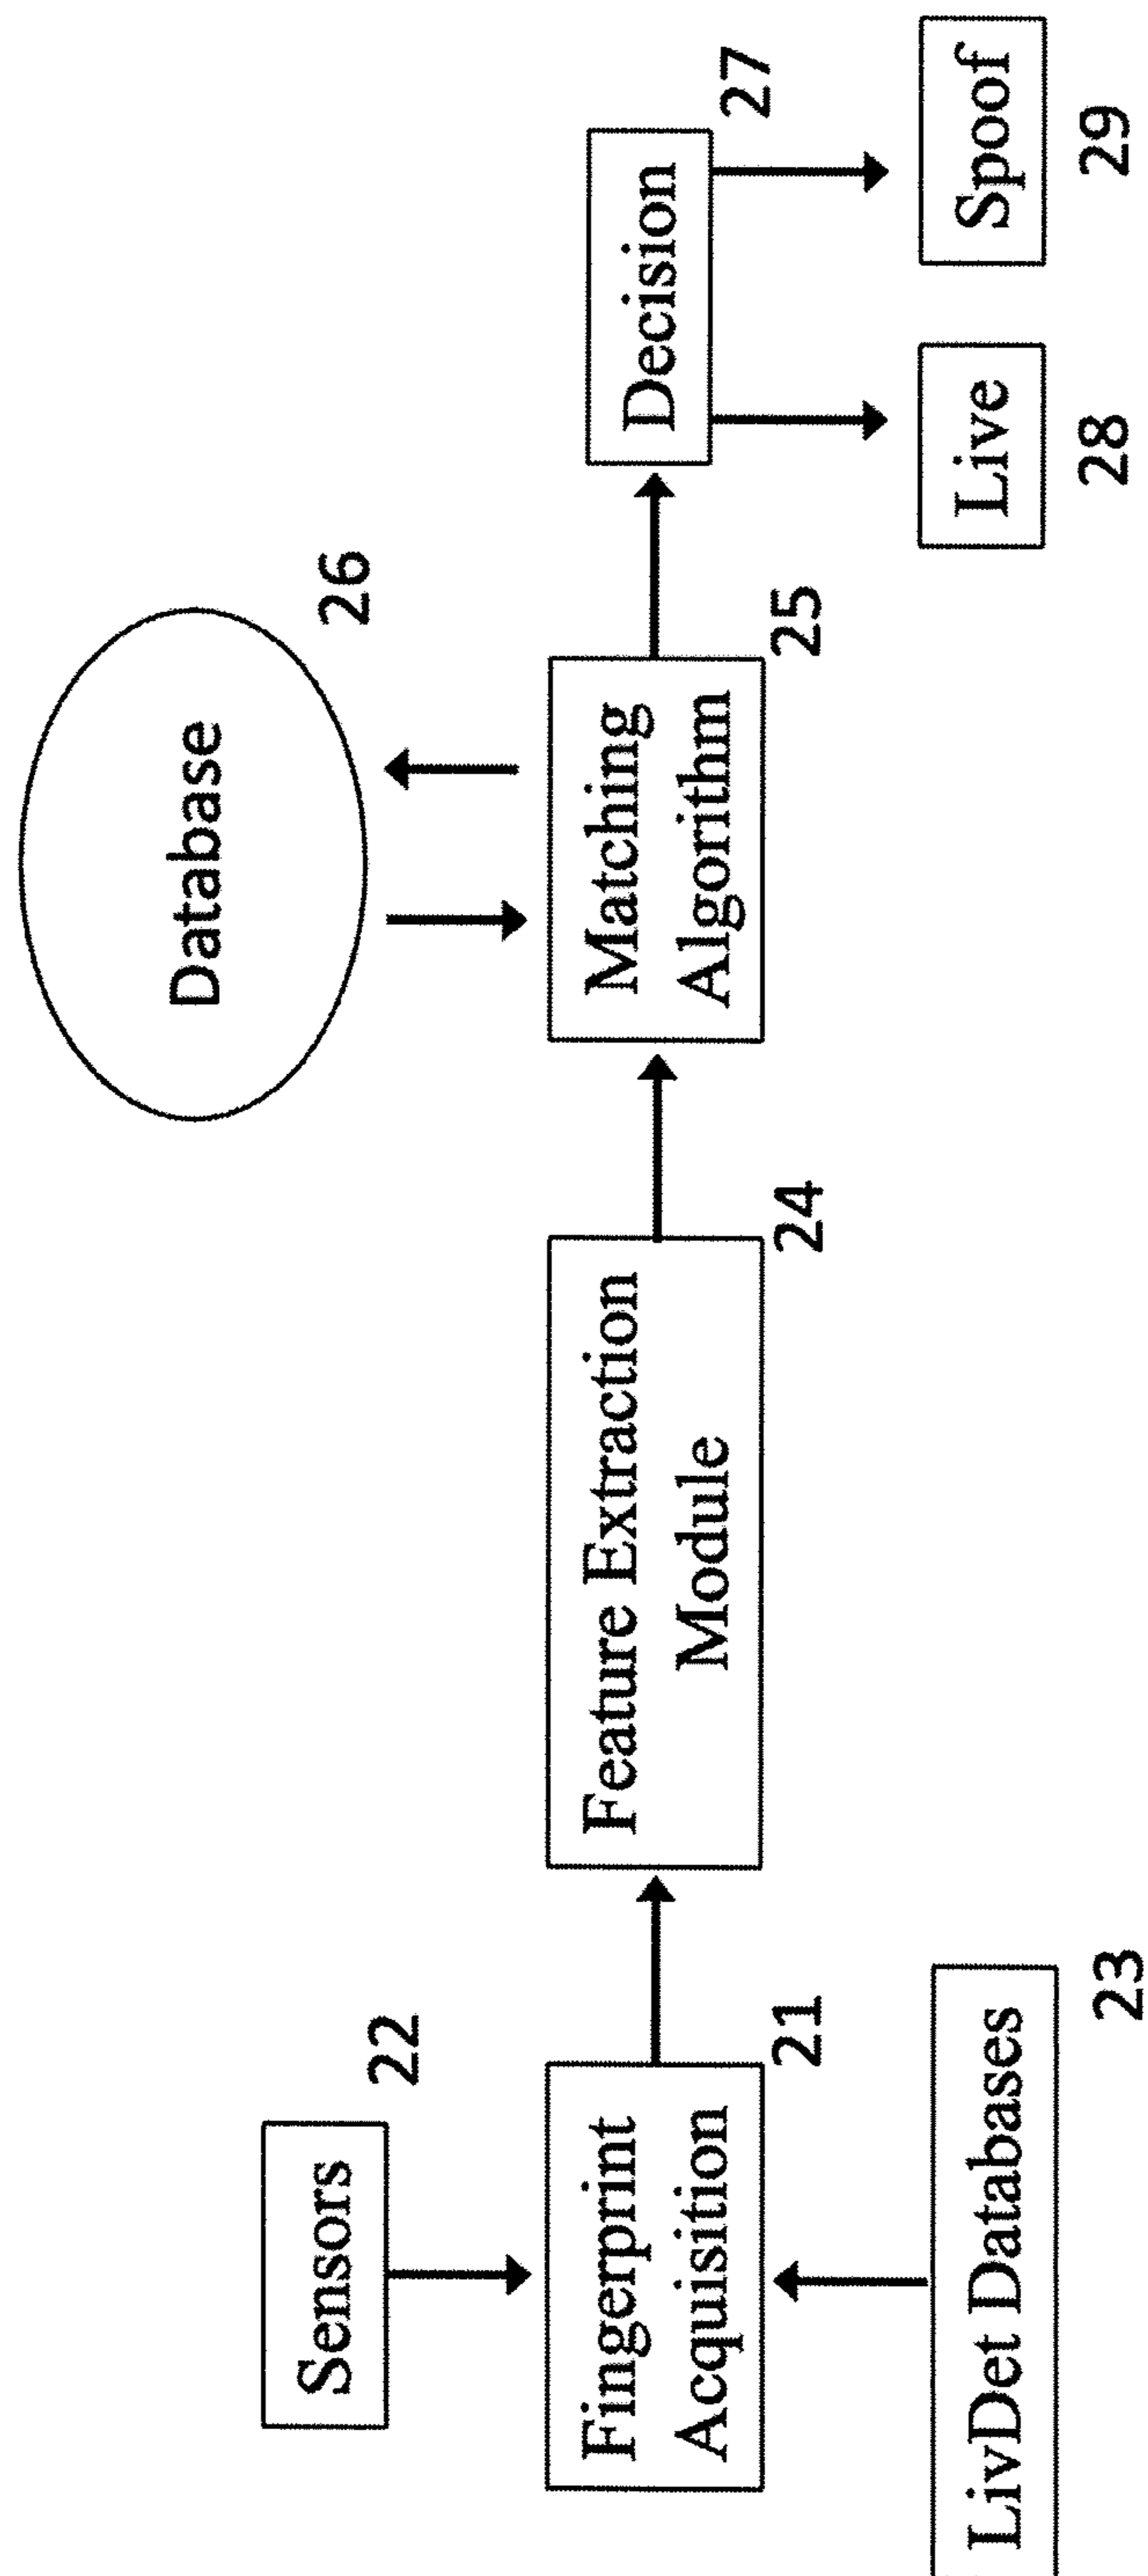 Sensors
22
Fingerprint
Acquisition
21
LivDet Databases
23
Feature Extraction
Module
24
Database
26
Matching
Algorithm
25
Decision
27
Live
28
Spoof
29